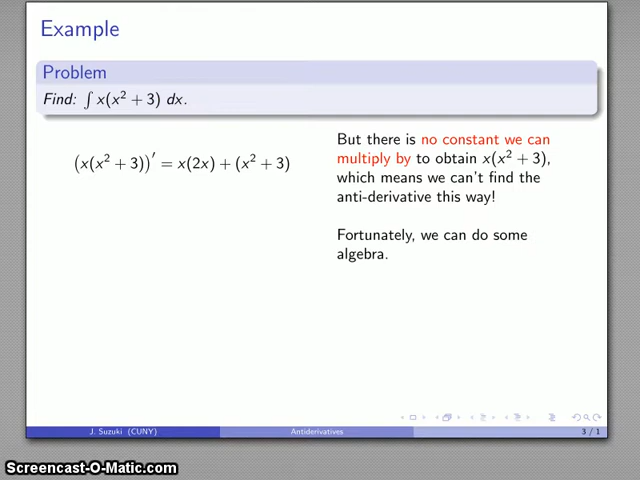 Example
Problem
Find: ∫ x(x² + 3) dx.
(x(x² + 3))′ = x(2x) + (x² + 3)
But there is no constant we can
multiply by to obtain x(x² + 3),
which means we can't find the
anti-derivative this way!
Fortunately, we can do some
algebra.
J. Suzuki (CUNY)
Antiderivatives
3 / 1
Screencast-O-Matic.com